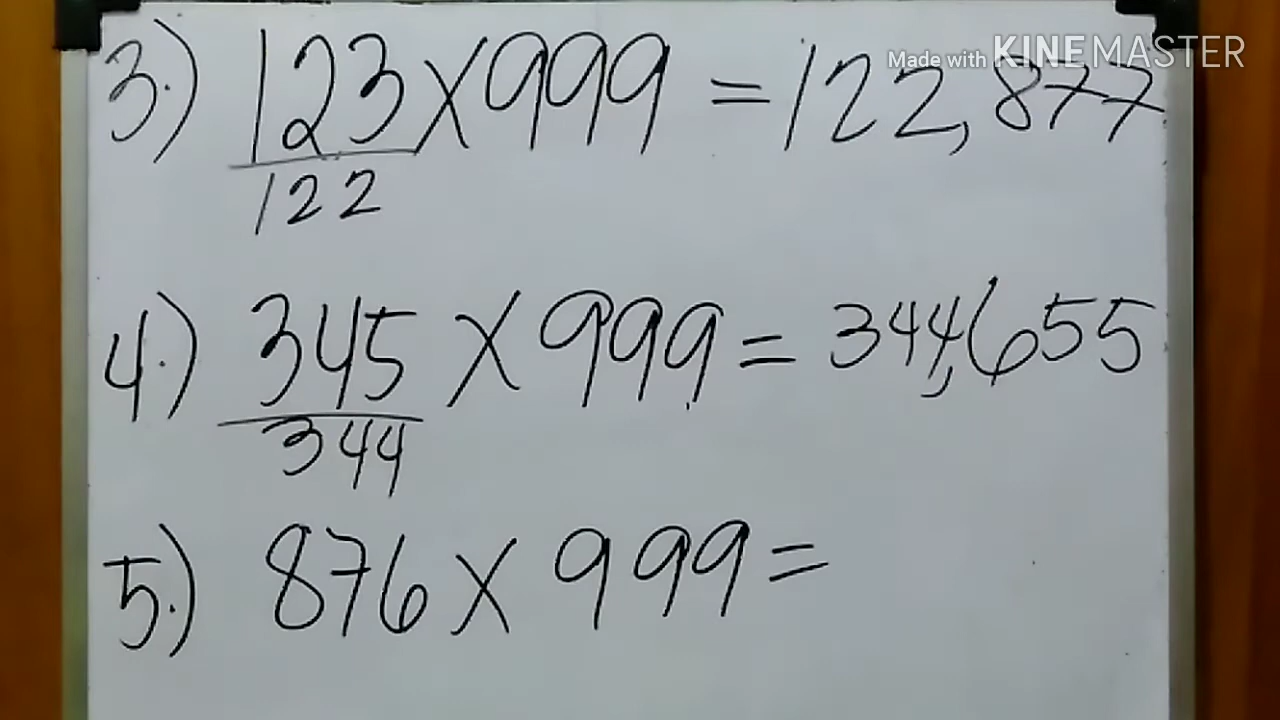 Made with KINEMASTER
3.) 123 X 999 = 122,877
122
4.) 345 X 999 = 344,655
344
5.) 876 X 999 =